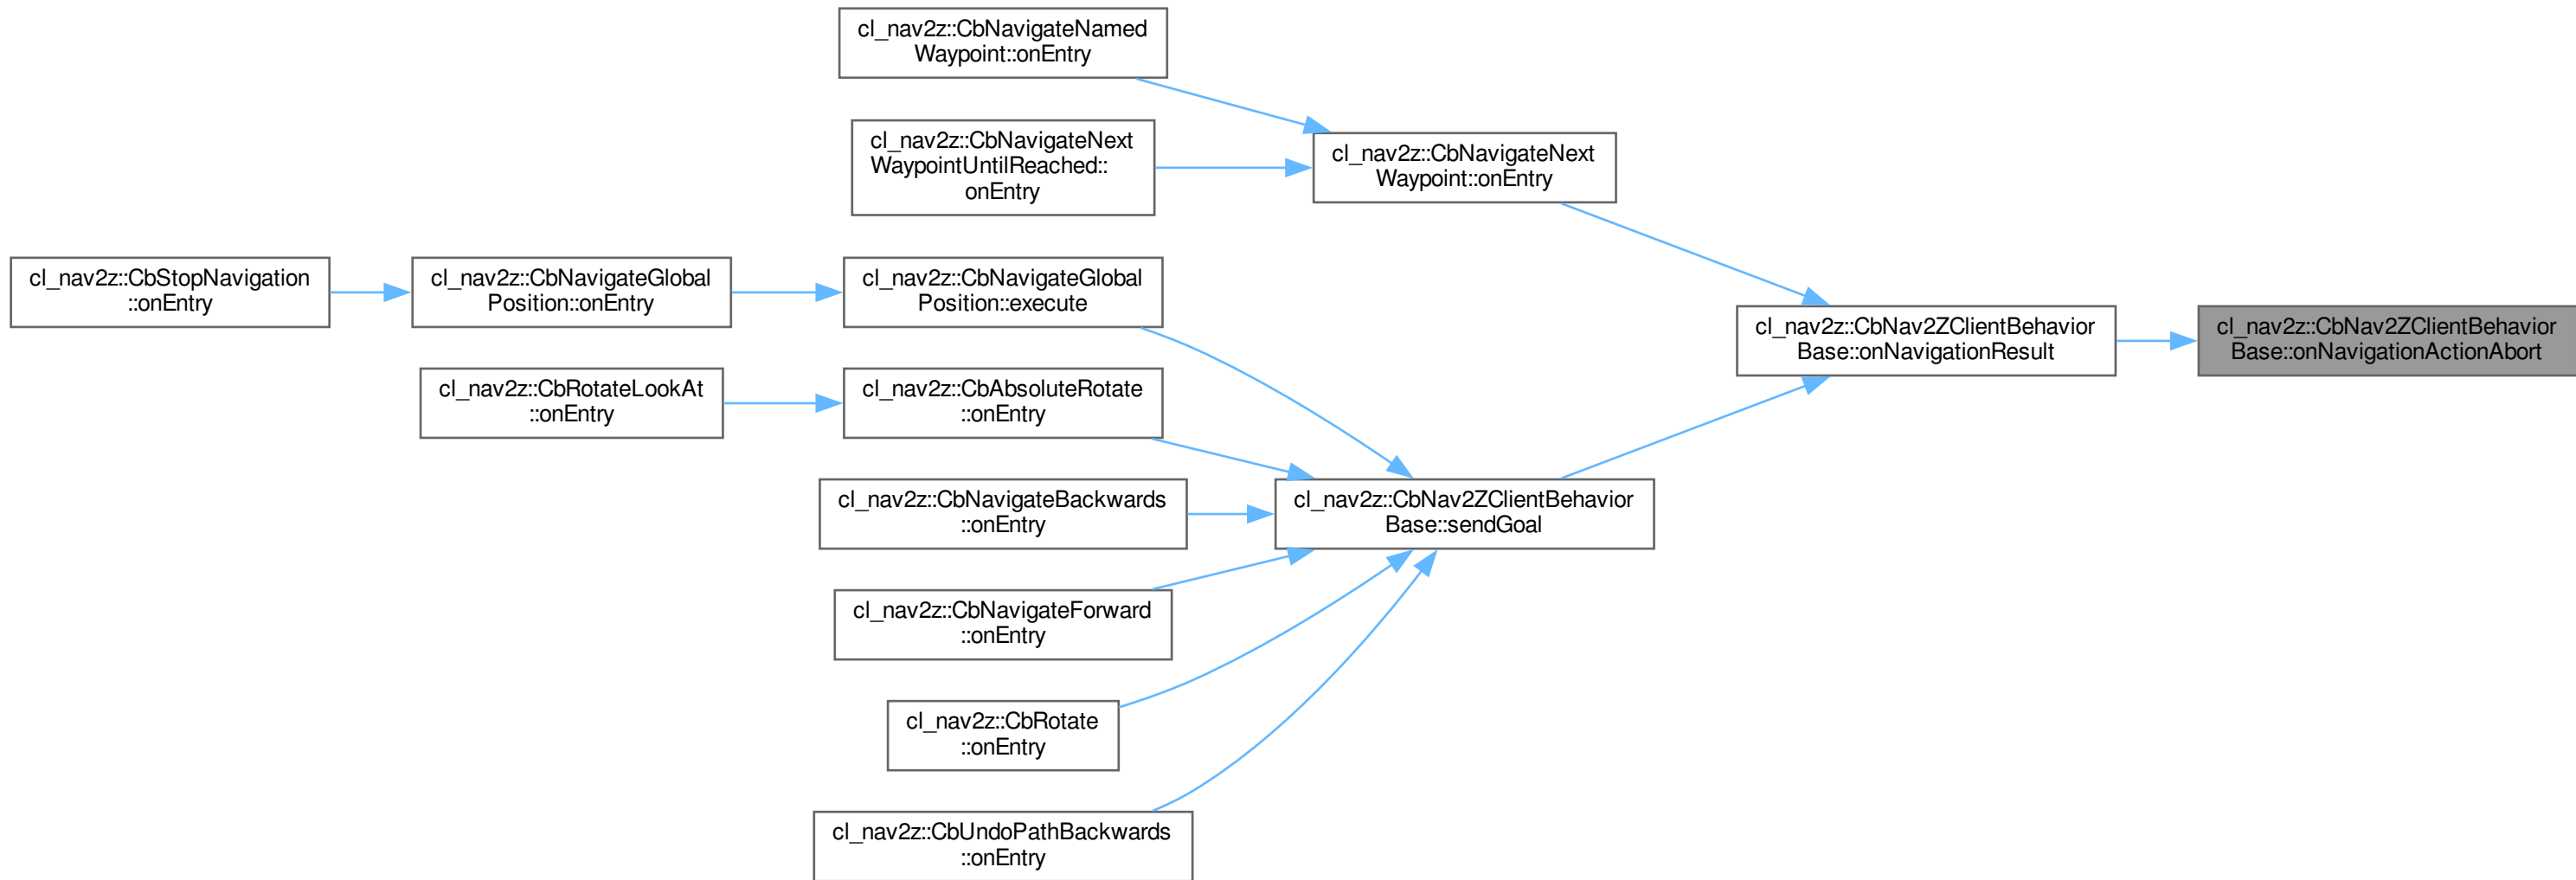 cl_nav2z::CbNavigateNamed
Waypoint::onEntry
cl_nav2z::CbNavigateNext
WaypointUntilReached::
onEntry
cl_nav2z::CbNavigateNext
Waypoint::onEntry
cl_nav2z::CbStopNavigation
::onEntry
cl_nav2z::CbNavigateGlobal
Position::onEntry
cl_nav2z::CbNavigateGlobal
Position::execute
cl_nav2z::CbNav2ZClientBehavior
Base::onNavigationResult
cl_nav2z::CbNav2ZClientBehavior
Base::onNavigationActionAbort
cl_nav2z::CbRotateLookAt
::onEntry
cl_nav2z::CbAbsoluteRotate
::onEntry
cl_nav2z::CbNavigateBackwards
::onEntry
cl_nav2z::CbNav2ZClientBehavior
Base::sendGoal
cl_nav2z::CbNavigateForward
::onEntry
cl_nav2z::CbRotate
::onEntry
cl_nav2z::CbUndoPathBackwards
::onEntry